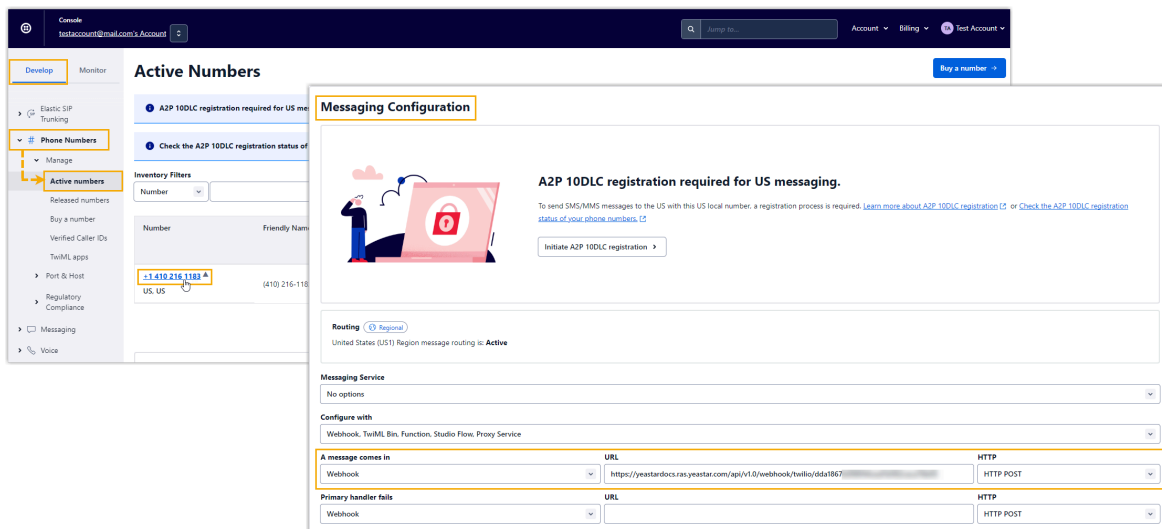 Console
testaccount@mail.com's Account
Jump to...
Account
Billing
TA
Test Account
Develop
Monitor
Elastic SIP
Trunking
# Phone Numbers
Manage
Active numbers
Released numbers
Buy a number
Verified Caller IDs
TwiML apps
Port & Host
Regulatory
Compliance
Messaging
Voice
Active Numbers
Buy a number →
A2P 10DLC registration required for US me
Check the A2P 10DLC registration status of
Inventory Filters
Number
Number
Friendly Nam
+1 410 216 1183
(410) 216-118
US, US
Messaging Configuration
A2P 10DLC registration required for US messaging.
To send SMS/MMS messages to the US with this US local number, a registration process is required. Learn more about A2P 10DLC registration or Check the A2P 10DLC registration
status of your phone numbers.
Initiate A2P 10DLC registration
Routing Regional
United States (US1) Region message routing is: Active
Messaging Service
No options
Configure with
Webhook, TwiML Bin, Function, Studio Flow, Proxy Service
A message comes in URL HTTP
Webhook https://yeastardocs.ras.yeastar.com/api/v1.0/webhook/twilio/dda1867 HTTP POST
Primary handler fails URL HTTP
Webhook HTTP POST